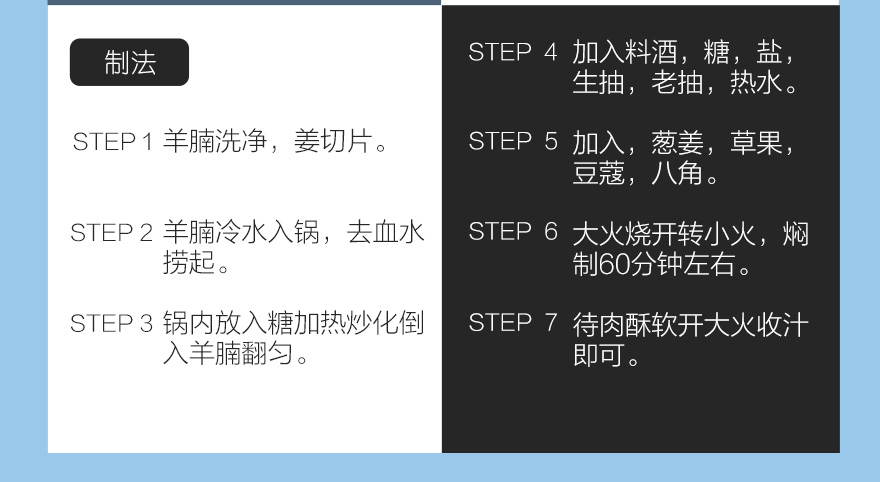 制法
STEP 1 羊腩洗净，姜切片。
STEP 2 羊腩冷水入锅，去血水
捞起。
STEP 3 锅内放入糖加热炒化倒
入羊腩翻匀。
STEP 4 加入料酒，糖，盐，
生抽，老抽，热水。
STEP 5 加入，葱姜，草果，
豆蔻，八角。
STEP 6 大火烧开转小火，焖
制60分钟左右。
STEP 7 待肉酥软开大火收汁
即可。